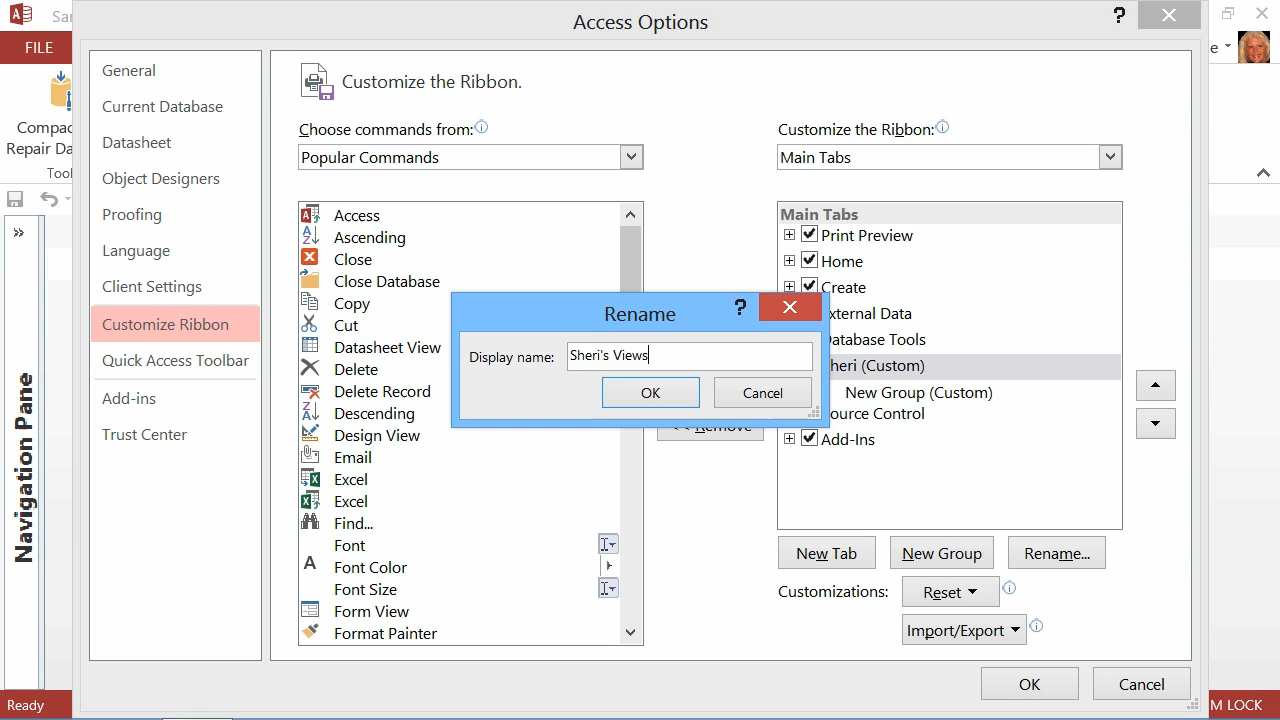 Access Options
?
FILE
Compac
Repair Da
Tool
»
Navigation Pane
Ready
M LOCK
General
Current Database
Datasheet
Object Designers
Proofing
Language
Client Settings
Customize Ribbon
Quick Access Toolbar
Add-ins
Trust Center
Customize the Ribbon.
Choose commands from:
Popular Commands
Access
Ascending
Close
Close Database
Copy
Cut
Datasheet View
Delete
Delete Record
Descending
Design View
Email
Excel
Excel
Find...
Font
Font Color
Font Size
Form View
Format Painter
Rename
?
Display name:
Sheri's Views
OK
Cancel
Remove
Customize the Ribbon:
Main Tabs
Main Tabs
Print Preview
Home
Create
xternal Data
atabase Tools
heri (Custom)
New Group (Custom)
ource Control
Add-Ins
New Tab
New Group
Rename...
Customizations:
Reset
Import/Export
OK
Cancel